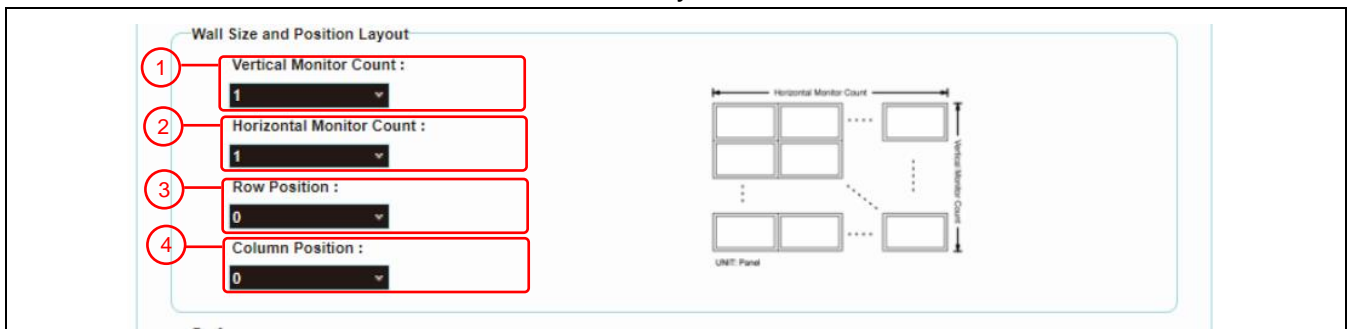 Wall Size and Position Layout
1
Vertical Monitor Count :
1
2
Horizontal Monitor Count :
1
3
Row Position :
0
4
Column Position :
0
Horizontal Monitor Count
Vertical Monitor Count
UNIT: Panel